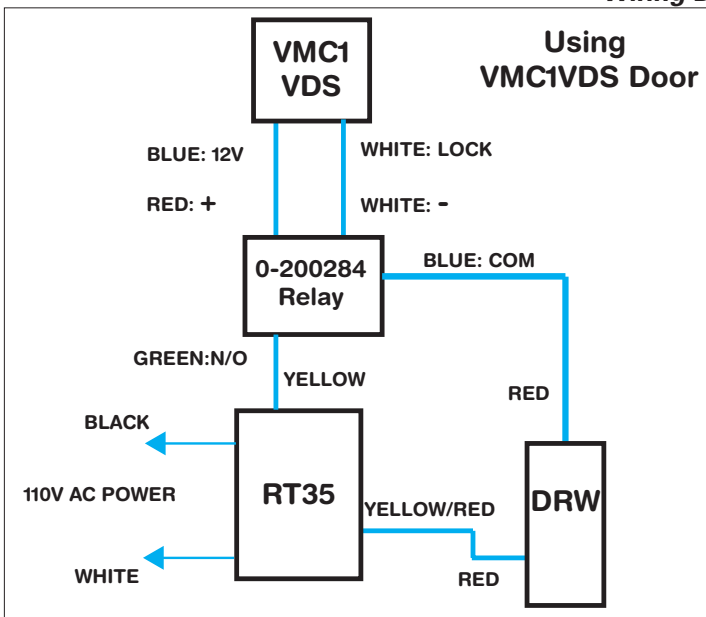 Using
VMC1VDS Door
VMC1
VDS
BLUE: 12V
WHITE: LOCK
RED: +
WHITE: -
0-200284
Relay
BLUE: COM
GREEN:N/O
YELLOW
RED
BLACK
110V AC POWER
RT35
YELLOW/RED
DRW
WHITE
RED